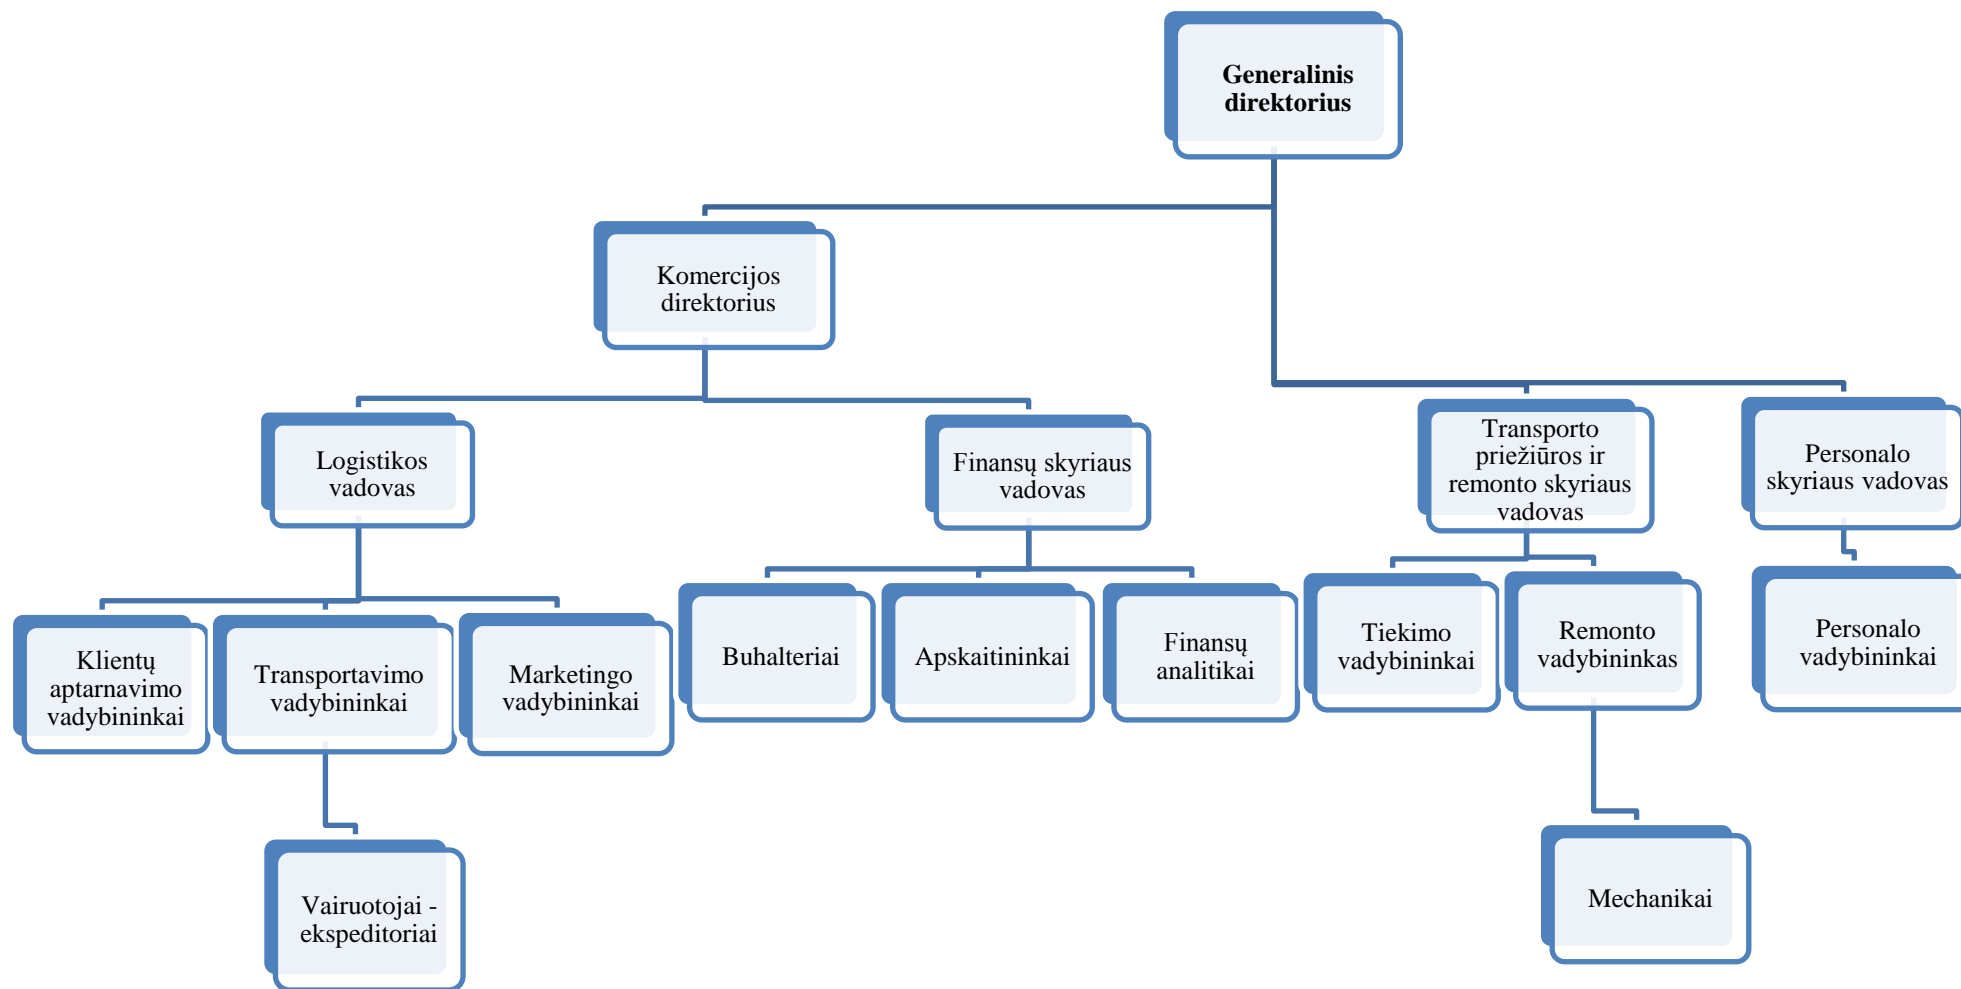 Generalinis
direktorius
Komercijos
direktorius
Logistikos
vadovas
Finansų skyriaus
vadovas
Transporto
priežiūros ir
remonto skyriaus
vadovas
Personalo
skyriaus vadovas
Klientų
aptarnavimo
vadybininkai
Transportavimo
vadybininkai
Marketingo
vadybininkai
Buhalteriai
Apskaitininkai
Finansų
analitikai
Tiekimo
vadybininkai
Remonto
vadybininkas
Personalo
vadybininkai
Vairuotojai -
ekspeditoriai
Mechanikai